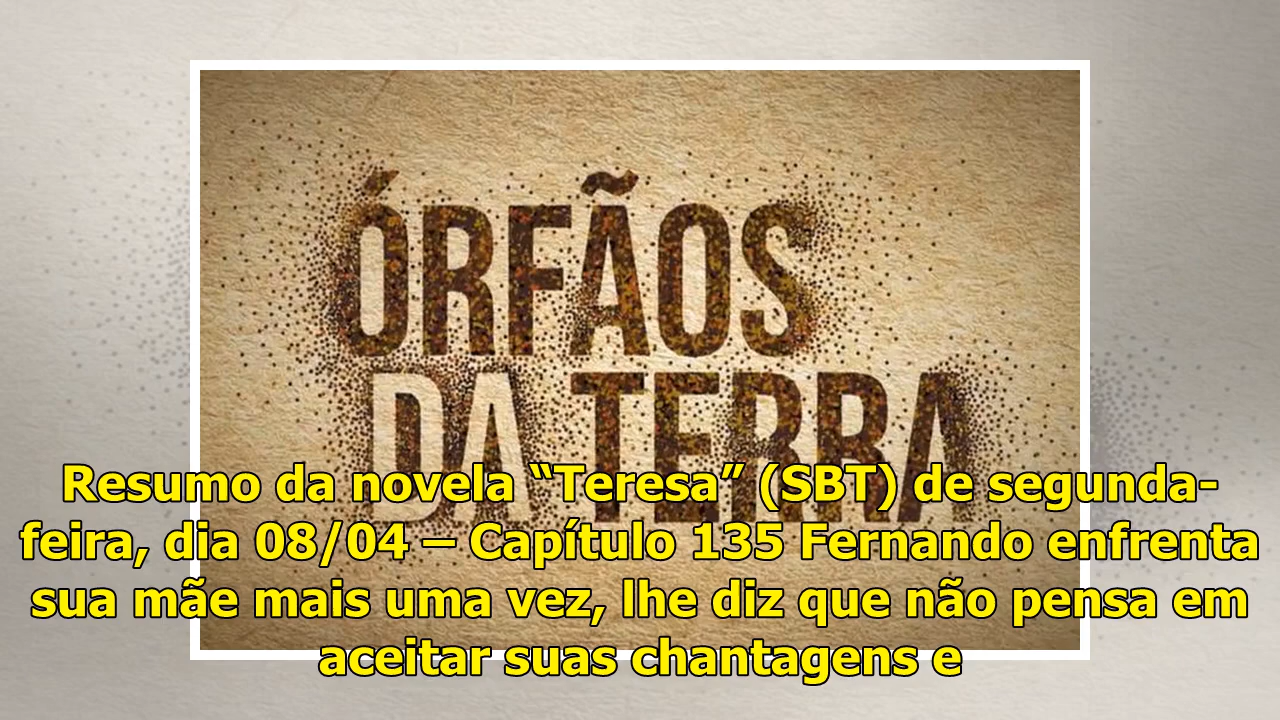 ÓRFÃOS
DA TERRA
Resumo da novela “Teresa” (SBT) de segunda-
feira, dia 08/04 – Capítulo 135 Fernando enfrenta
sua mãe mais uma vez, lhe diz que não pensa em
aceitar suas chantagens e